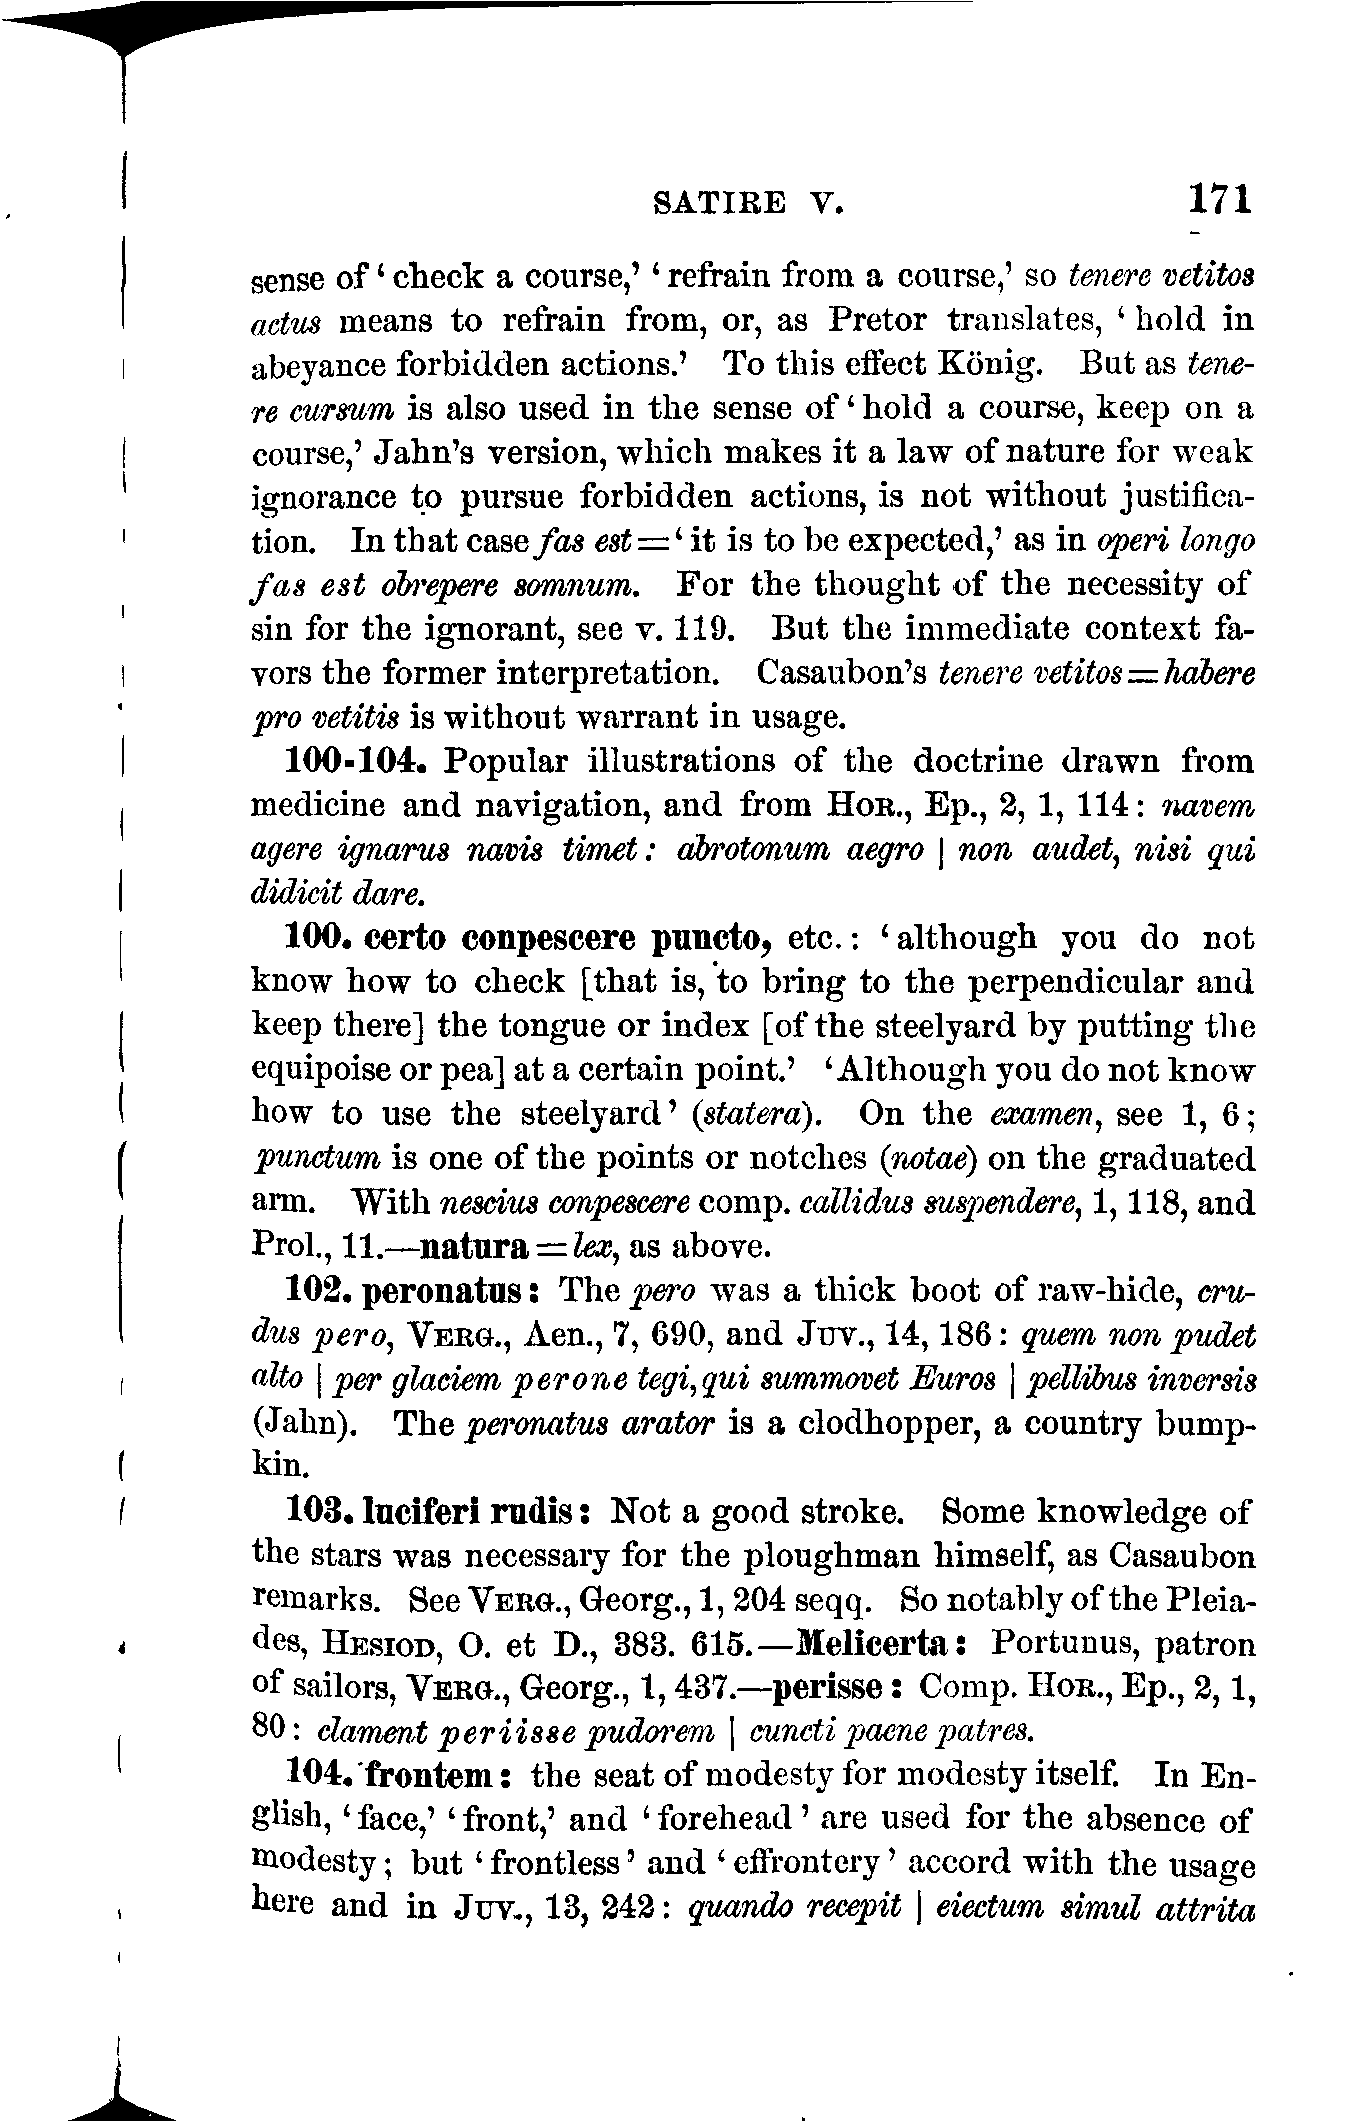 SATIRE V. 171
sense of ‘check a course,’ ‘refrain from a course,’ so tenere vetitos
actus means to refrain from, or, as Pretor translates, ‘hold in
abeyance forbidden actions.’ To this effect König. But as tene-
re cursum is also used in the sense of ‘hold a course, keep on a
course,’ Jahn’s version, which makes it a law of nature for weak
ignorance to pursue forbidden actions, is not without justifica-
tion. In that case fas est=‘it is to be expected,’ as in operi longo
fas est obrepere somnum. For the thought of the necessity of
sin for the ignorant, see v. 119. But the immediate context fa-
vors the former interpretation. Casaubon’s tenere vetitos=habere
pro vetitis is without warrant in usage.
100-104. Popular illustrations of the doctrine drawn from
medicine and navigation, and from HOR., Ep., 2, 1, 114: navem
agere ignarus navis timet: abrotonum aegro | non audet, nisi qui
didicit dare.
100. certo conpescere puncto, etc.: ‘although you do not
know how to check [that is, to bring to the perpendicular and
keep there] the tongue or index [of the steelyard by putting the
equipoise or pea] at a certain point.’ ‘Although you do not know
how to use the steelyard’ (statera). On the examen, see 1, 6;
punctum is one of the points or notches (notae) on the graduated
arm. With nescius conpescere comp. callidus suspendere, 1, 118, and
Prol., 11.—natura=lex, as above.
102. peronatus: The pero was a thick boot of raw-hide, cru-
dus pero, VERG., Aen., 7, 690, and JUV., 14, 186: quem non pudet
alto | per glaciem perone tegi, qui summovet Euros | pellibus inversis
(Jahn). The peronatus arator is a clodhopper, a country bump-
kin.
103. luciferi rudis: Not a good stroke. Some knowledge of
the stars was necessary for the ploughman himself, as Casaubon
remarks. See VERG., Georg., 1, 204 seqq. So notably of the Pleia-
des, HESIOD, O. et D., 383. 615.—Melicerta: Portunus, patron
of sailors, VERG., Georg., 1, 437.—perisse: Comp. HOR., Ep., 2, 1,
80: clament periisse pudorem | cuncti paene patres.
104. frontem: the seat of modesty for modesty itself. In En-
glish, ‘face,’ ‘front,’ and ‘forehead’ are used for the absence of
modesty; but ‘frontless’ and ‘effrontery’ accord with the usage
here and in JUV., 13, 242: quando recepit | eiectum simul attrita